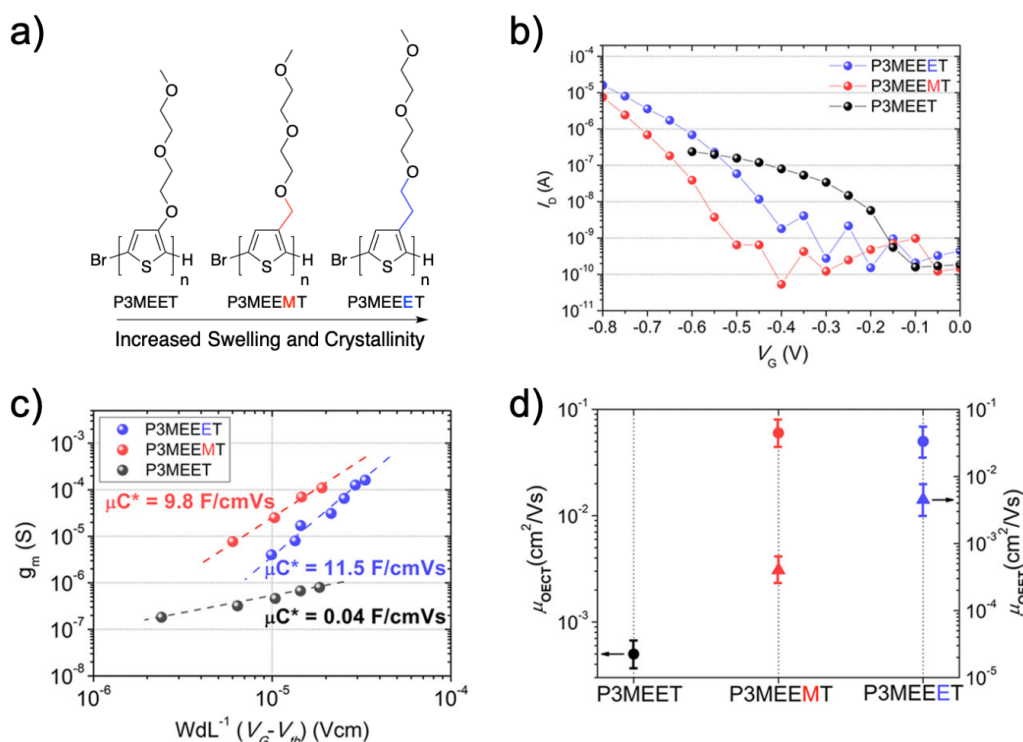 a)
O
O
O
O
Br
S
H
n
P3MEET
O
O
O
O
Br
S
H
n
P3MEEMT
O
O
O
O
Br
S
H
n
P3MEEET
Increased Swelling and Crystallinity
b)
P3MEEET
P3MEEMT
P3MEET
10⁻⁴
10⁻⁵
10⁻⁶
10⁻⁷
10⁻⁸
10⁻⁹
10⁻¹⁰
10⁻¹¹
I_D (A)
-0.8 -0.7 -0.6 -0.5 -0.4 -0.3 -0.2 -0.1 0.0
V_G (V)
c)
P3MEEET
P3MEEMT
P3MEET
μC* = 9.8 F/cmVs
μC* = 11.5 F/cmVs
μC* = 0.04 F/cmVs
10⁻³
10⁻⁴
10⁻⁵
10⁻⁶
10⁻⁷
10⁻⁸
g_m (S)
10⁻⁶ 10⁻⁵ 10⁻⁴
WdL⁻¹ (V_G-V_th) (Vcm)
d)
10⁻¹
10⁻²
10⁻³
μ_OECT(cm²/Vs)
10⁻¹
10⁻²
10⁻³
10⁻⁴
10⁻⁵
μ_OFET(cm²/Vs)
P3MEET P3MEEMT P3MEEET